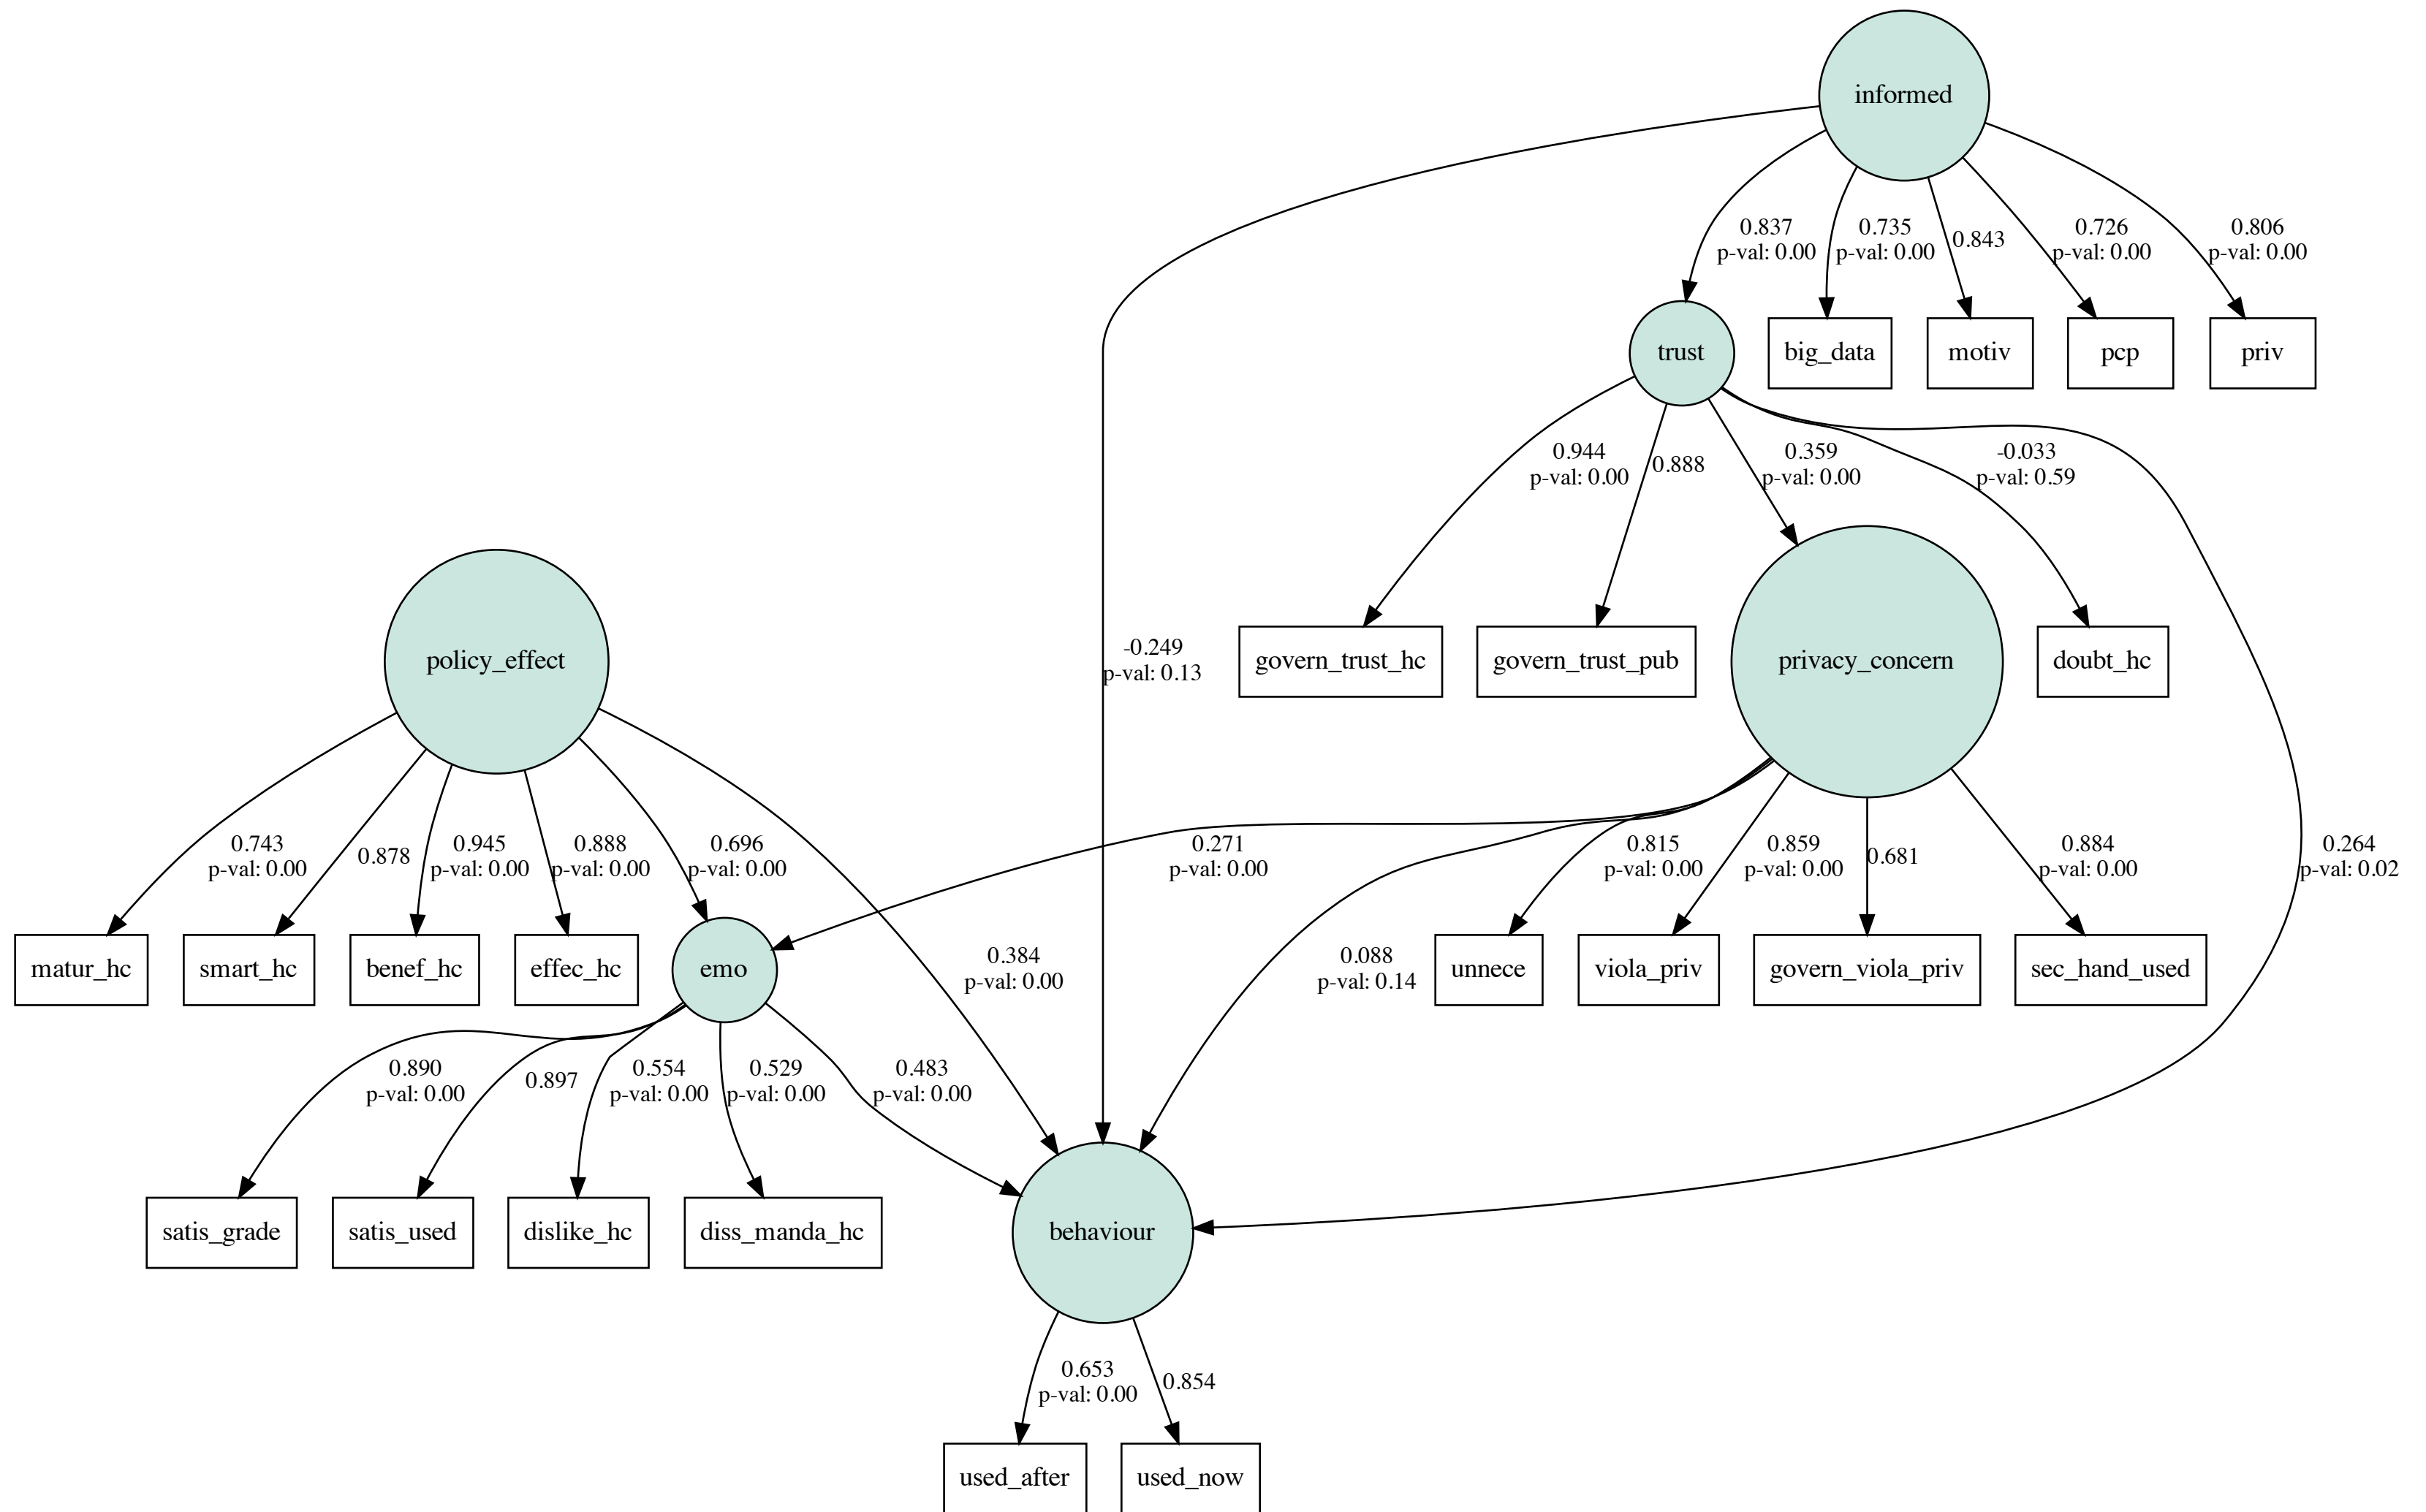 informed
0.837
p-val: 0.00
0.735
p-val: 0.00
0.843
0.726
p-val: 0.00
0.806
p-val: 0.00
trust
big_data
motiv
pcp
priv
0.944
p-val: 0.00
0.888
0.359
p-val: 0.00
-0.033
p-val: 0.59
policy_effect
-0.249
p-val: 0.13
govern_trust_hc
govern_trust_pub
privacy_concern
doubt_hc
0.743
p-val: 0.00
0.878
0.945
p-val: 0.00
0.888
p-val: 0.00
0.696
p-val: 0.00
0.271
p-val: 0.00
0.815
p-val: 0.00
0.859
p-val: 0.00
0.681
0.884
p-val: 0.00
0.264
p-val: 0.02
matur_hc
smart_hc
benef_hc
effec_hc
emo
0.384
p-val: 0.00
0.088
p-val: 0.14
unnece
viola_priv
govern_viola_priv
sec_hand_used
0.890
p-val: 0.00
0.897
0.554
p-val: 0.00
0.529
p-val: 0.00
0.483
p-val: 0.00
satis_grade
satis_used
dislike_hc
diss_manda_hc
behaviour
0.653
p-val: 0.00
0.854
used_after
used_now